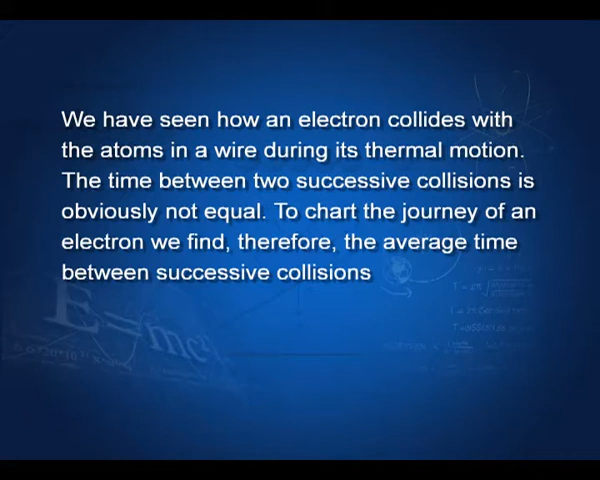 We have seen how an electron collides with
the atoms in a wire during its thermal motion.
The time between two successive collisions is
obviously not equal. To chart the journey of an
electron we find, therefore, the average time
between successive collisions
E=mc²